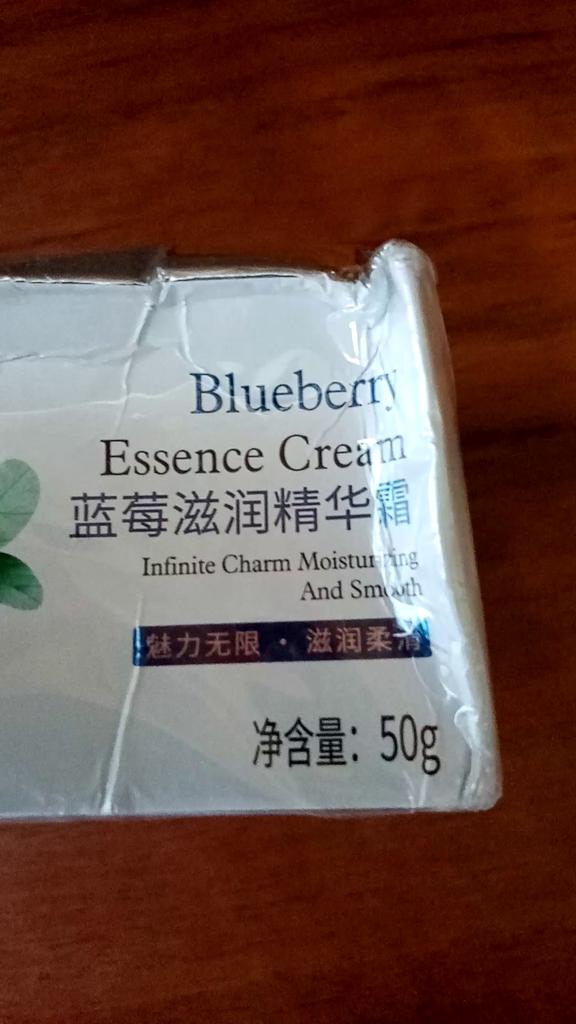 Blueberry
Essence Cream
蓝莓滋润精华霜
Infinite Charm Moisturizing
And Smooth
魅力无限 · 滋润柔滑
净含量：50g